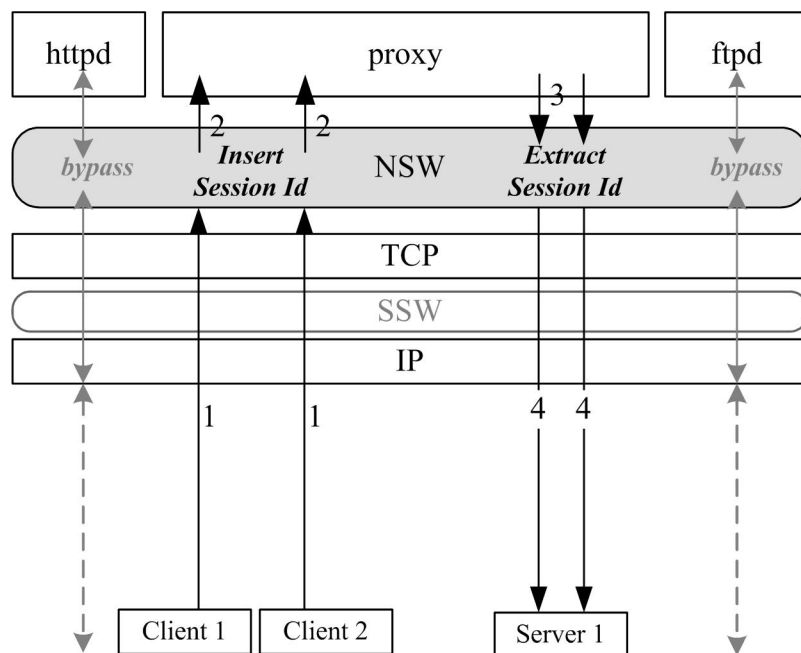 httpd
proxy
ftpd
3
2
2
bypass
Insert
Session Id
NSW
Extract
Session Id
bypass
TCP
SSW
IP
1
1
4
4
Client 1
Client 2
Server 1